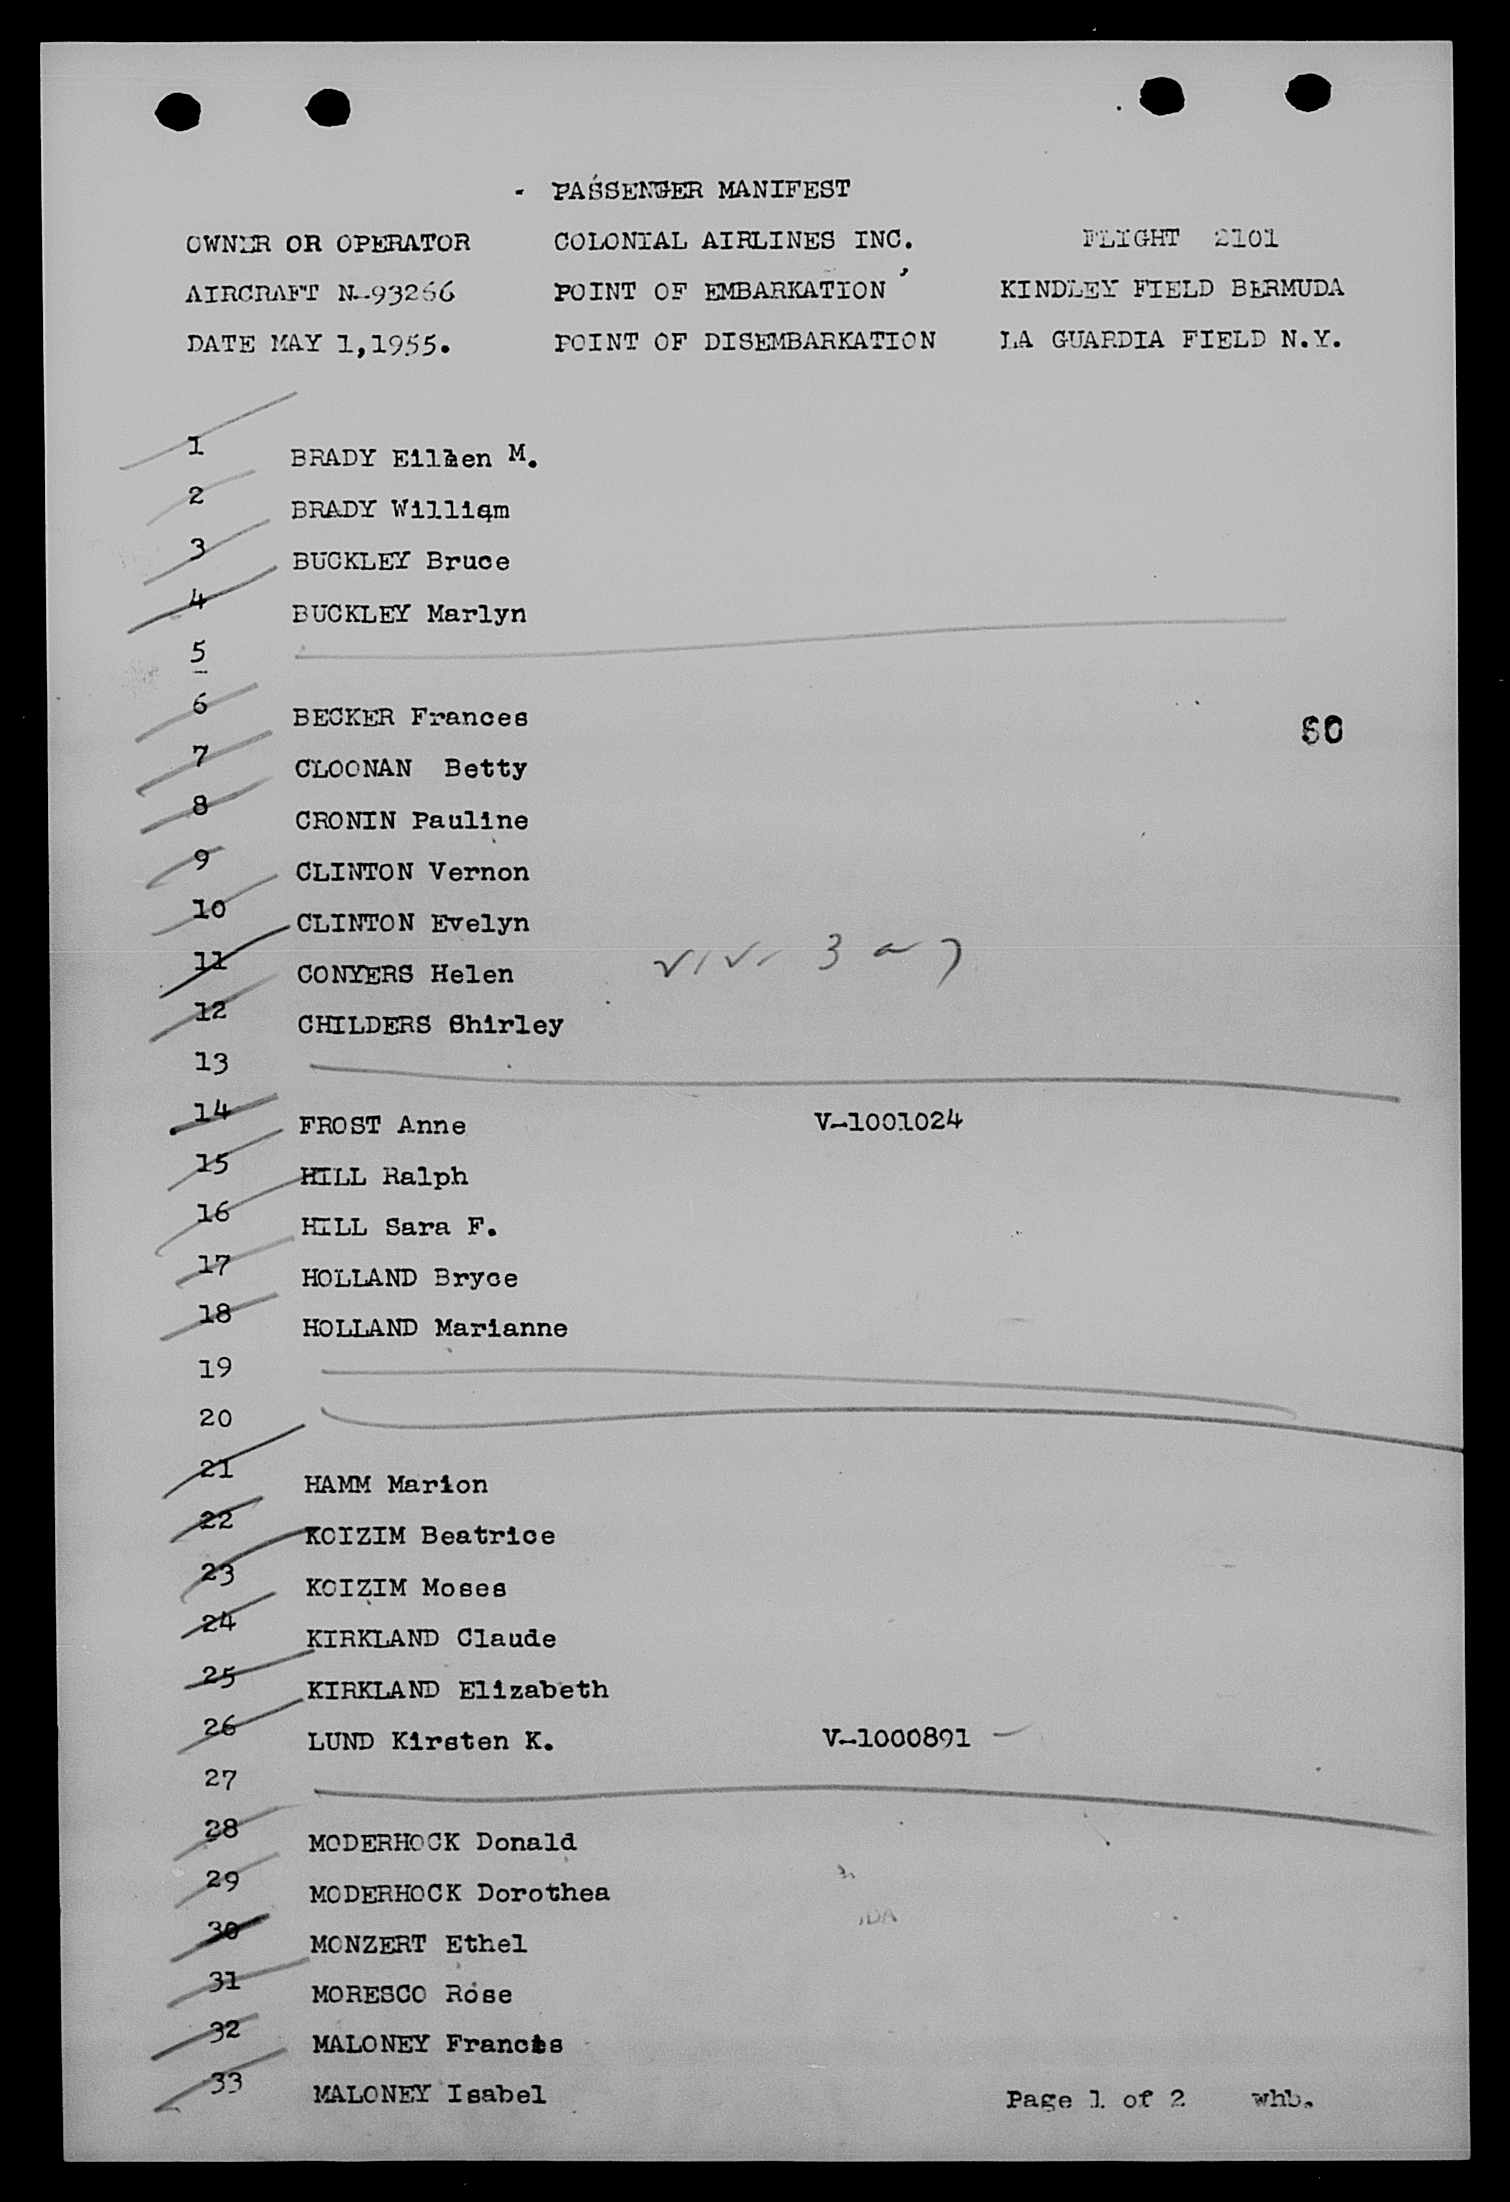 PASSENGER MANIFEST
OWNER OR OPERATOR COLONIAL AIRLINES INC. FLIGHT 2101
AIRCRAFT N-93266 POINT OF EMBARKATION KINDLEY FIELD BERMUDA
DATE MAY 1,1955. POINT OF DISEMBARKATION LA GUARDIA FIELD N.Y.
1 BRADY Eileen M.
2 BRADY Williqm
3 BUCKLEY Bruce
4 BUCKLEY Marlyn
5
6 BECKER Frances
60
7 CLOONAN Betty
8 CRONIN Pauline
9 CLINTON Vernon
10 CLINTON Evelyn
11 CONYERS Helen
12 CHILDERS Shirley
13
14 FROST Anne V-1001024
15 HILL Ralph
16 HILL Sara F.
17 HOLLAND Bryce
18 HOLLAND Marianne
19
20
21 HAMM Marion
22 KOIZIM Beatrice
23 KOIZIM Moses
24 KIRKLAND Claude
25 KIRKLAND Elizabeth
26 LUND Kirsten K. V-1000891
27
28 MODERHOCK Donald
29 MODERHOCK Dorothea
30 MONZERT Ethel
31 MORESCO Rose
32 MALONEY Francis
33 MALONEY Isabel
Page 1 of 2 whb.